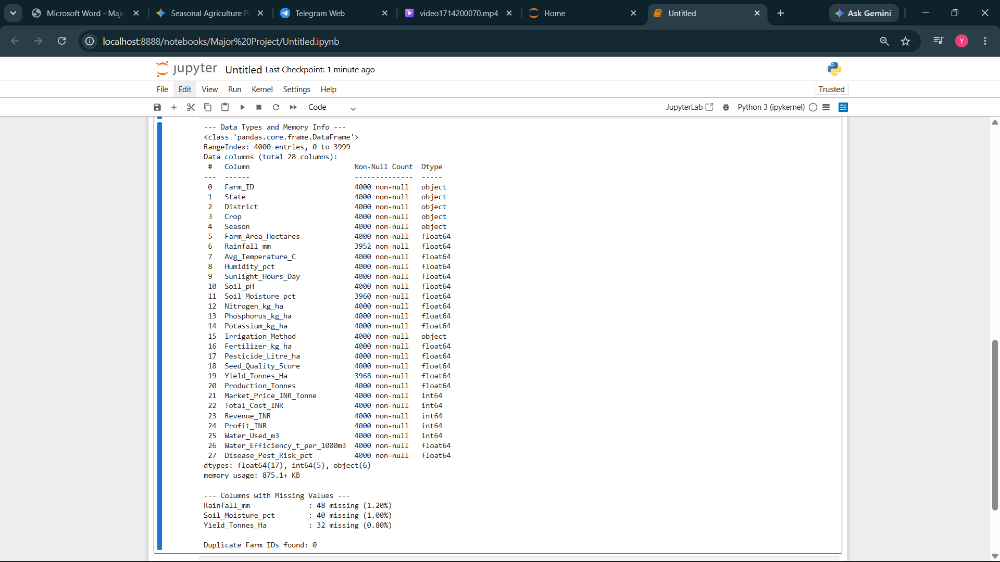 Microsoft Word - Majo
Seasonal Agriculture P
Telegram Web
video1714200070.mp4
Home
Untitled
Ask Gemini
localhost:8888/notebooks/Major%20Project/Untitled.ipynb
Y
jupyter Untitled Last Checkpoint: 1 minute ago
File Edit View Run Kernel Settings Help
Trusted
Code
JupyterLab
Python 3 (ipykernel)
--- Data Types and Memory Info ---
<class 'pandas.core.frame.DataFrame'>
RangeIndex: 4000 entries, 0 to 3999
Data columns (total 28 columns):
 #   Column                         Non-Null Count  Dtype
---  ------                         --------------  -----
 0   Farm_ID                        4000 non-null   object
 1   State                          4000 non-null   object
 2   District                       4000 non-null   object
 3   Crop                           4000 non-null   object
 4   Season                         4000 non-null   object
 5   Farm_Area_Hectares             4000 non-null   float64
 6   Rainfall_mm                    3952 non-null   float64
 7   Avg_Temperature_C              4000 non-null   float64
 8   Humidity_pct                   4000 non-null   float64
 9   Sunlight_Hours_Day             4000 non-null   float64
 10  Soil_pH                        4000 non-null   float64
 11  Soil_Moisture_pct              3960 non-null   float64
 12  Nitrogen_kg_ha                 4000 non-null   float64
 13  Phosphorus_kg_ha               4000 non-null   float64
 14  Potassium_kg_ha                4000 non-null   float64
 15  Irrigation_Method              4000 non-null   object
 16  Fertilizer_kg_ha               4000 non-null   float64
 17  Pesticide_Litre_ha             4000 non-null   float64
 18  Seed_Quality_Score             4000 non-null   float64
 19  Yield_Tonnes_Ha                3968 non-null   float64
 20  Production_Tonnes              4000 non-null   float64
 21  Market_Price_INR_Tonne         4000 non-null   int64
 22  Total_Cost_INR                 4000 non-null   int64
 23  Revenue_INR                    4000 non-null   int64
 24  Profit_INR                     4000 non-null   int64
 25  Water_Used_m3                  4000 non-null   int64
 26  Water_Efficiency_t_per_1000m3  4000 non-null   float64
 27  Disease_Pest_Risk_pct          4000 non-null   float64
dtypes: float64(17), int64(5), object(6)
memory usage: 875.1+ KB
--- Columns with Missing Values ---
Rainfall_mm              : 48 missing (1.20%)
Soil_Moisture_pct        : 40 missing (1.00%)
Yield_Tonnes_Ha          : 32 missing (0.80%)
Duplicate Farm IDs found: 0